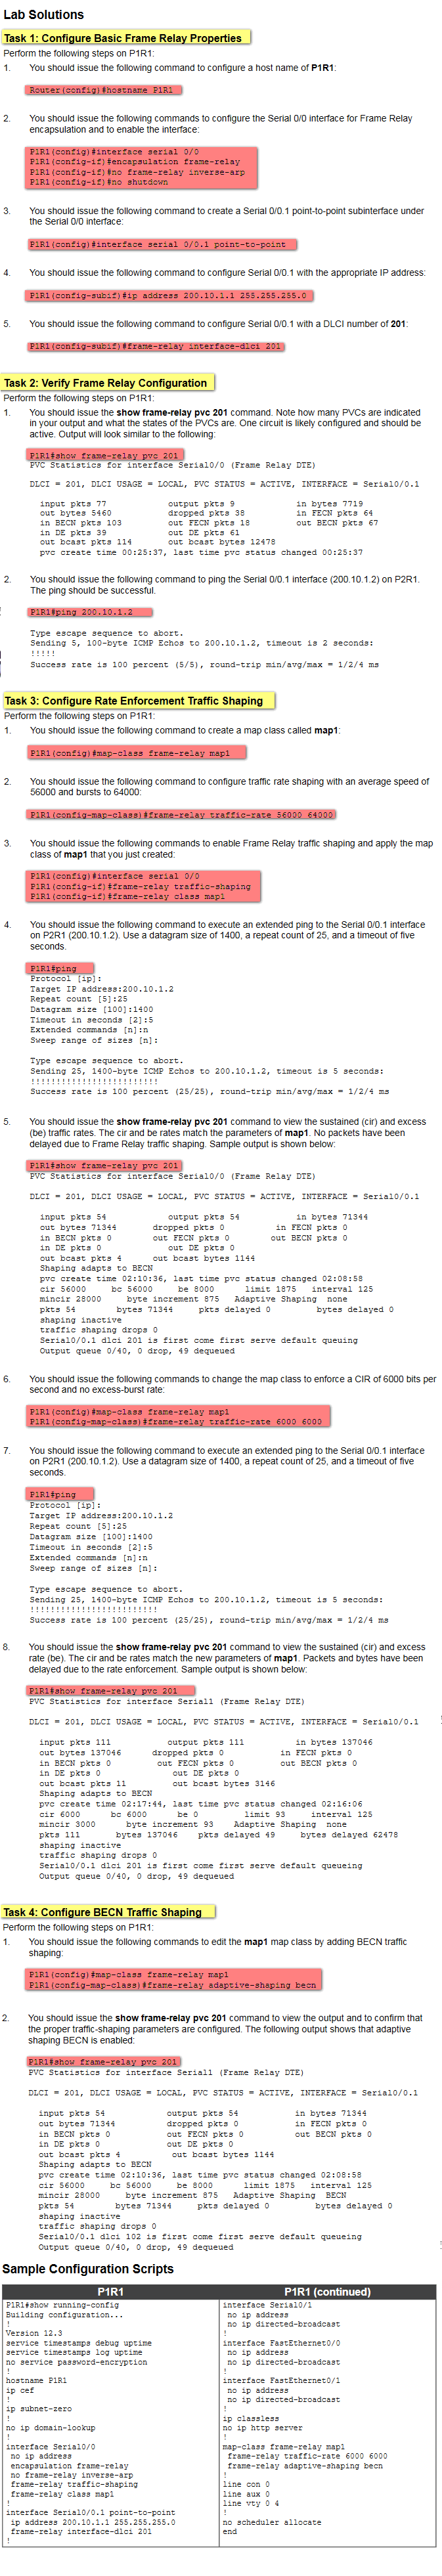 Lab Solutions
Task 1: Configure Basic Frame Relay Properties
Perform the following steps on P1R1:
1. You should issue the following command to configure a host name of P1R1:
Router(config)#hostname P1R1
2. You should issue the following commands to configure the Serial 0/0 interface for Frame Relay
encapsulation and to enable the interface:
P1R1(config)#interface serial 0/0
P1R1(config-if)#encapsulation frame-relay
P1R1(config-if)#no frame-relay inverse-arp
P1R1(config-if)#no shutdown
3. You should issue the following command to create a Serial 0/0.1 point-to-point subinterface under
the Serial 0/0 interface:
P1R1(config)#interface serial 0/0.1 point-to-point
4. You should issue the following command to configure Serial 0/0.1 with the appropriate IP address:
P1R1(config-subif)#ip address 200.10.1.1 255.255.255.0
5. You should issue the following command to configure Serial 0/0.1 with a DLCI number of 201:
P1R1(config-subif)#frame-relay interface-dlci 201
Task 2: Verify Frame Relay Configuration
Perform the following steps on P1R1:
1. You should issue the show frame-relay pvc 201 command. Note how many PVCs are indicated
in your output and what the states of the PVCs are. One circuit is likely configured and should be
active. Output will look similar to the following:
P1R1#show frame-relay pvc 201
PVC Statistics for interface Serial0/0 (Frame Relay DTE)
DLCI = 201, DLCI USAGE = LOCAL, PVC STATUS = ACTIVE, INTERFACE = Serial0/0.1
input pkts 77 output pkts 9 in bytes 7719
out bytes 5460 dropped pkts 38 in FECN pkts 64
in BECN pkts 103 out FECN pkts 18 out BECN pkts 67
in DE pkts 39 out DE pkts 61
out bcast pkts 114 out bcast bytes 12478
pvc create time 00:25:37, last time pvc status changed 00:25:37
2. You should issue the following command to ping the Serial 0/0.1 interface (200.10.1.2) on P2R1.
The ping should be successful.
P1R1#ping 200.10.1.2
Type escape sequence to abort.
Sending 5, 100-byte ICMP Echos to 200.10.1.2, timeout is 2 seconds:
!!!!!
Success rate is 100 percent (5/5), round-trip min/avg/max = 1/2/4 ms
Task 3: Configure Rate Enforcement Traffic Shaping
Perform the following steps on P1R1:
1. You should issue the following command to create a map class called map1:
P1R1(config)#map-class frame-relay map1
2. You should issue the following command to configure traffic rate shaping with an average speed of
56000 and bursts to 64000:
P1R1(config-map-class)#frame-relay traffic-rate 56000 64000
3. You should issue the following commands to enable Frame Relay traffic shaping and apply the map
class of map1 that you just created:
P1R1(config)#interface serial 0/0
P1R1(config-if)#frame-relay traffic-shaping
P1R1(config-if)#frame-relay class map1
4. You should issue the following command to execute an extended ping to the Serial 0/0.1 interface
on P2R1 (200.10.1.2). Use a datagram size of 1400, a repeat count of 25, and a timeout of five
seconds.
P1R1#ping
Protocol [ip]:
Target IP address:200.10.1.2
Repeat count [5]:25
Datagram size [100]:1400
Timeout in seconds [2]:5
Extended commands [n]:n
Sweep range of sizes [n]:
Type escape sequence to abort.
Sending 25, 1400-byte ICMP Echos to 200.10.1.2, timeout is 5 seconds:
!!!!!!!!!!!!!!!!!!!!!!!!!
Success rate is 100 percent (25/25), round-trip min/avg/max = 1/2/4 ms
5. You should issue the show frame-relay pvc 201 command to view the sustained (cir) and excess
(be) traffic rates. The cir and be rates match the parameters of map1. No packets have been
delayed due to Frame Relay traffic shaping. Sample output is shown below:
P1R1#show frame-relay pvc 201
PVC Statistics for interface Serial0/0 (Frame Relay DTE)
DLCI = 201, DLCI USAGE = LOCAL, PVC STATUS = ACTIVE, INTERFACE = Serial0/0.1
input pkts 54 output pkts 54 in bytes 71344
out bytes 71344 dropped pkts 0 in FECN pkts 0
in BECN pkts 0 out FECN pkts 0 out BECN pkts 0
in DE pkts 0 out DE pkts 0
out bcast pkts 4 out bcast bytes 1144
Shaping adapts to BECN
pvc create time 02:10:36, last time pvc status changed 02:08:58
cir 56000 bc 56000 be 8000 limit 1875 interval 125
mincir 28000 byte increment 875 Adaptive Shaping none
pkts 54 bytes 71344 pkts delayed 0 bytes delayed 0
shaping inactive
traffic shaping drops 0
Serial0/0.1 dlci 201 is first come first serve default queuing
Output queue 0/40, 0 drop, 49 dequeued
6. You should issue the following commands to change the map class to enforce a CIR of 6000 bits per
second and no excess-burst rate:
P1R1(config)#map-class frame-relay map1
P1R1(config-map-class)#frame-relay traffic-rate 6000 6000
7. You should issue the following command to execute an extended ping to the Serial 0/0.1 interface
on P2R1 (200.10.1.2). Use a datagram size of 1400, a repeat count of 25, and a timeout of five
seconds.
P1R1#ping
Protocol [ip]:
Target IP address:200.10.1.2
Repeat count [5]:25
Datagram size [100]:1400
Timeout in seconds [2]:5
Extended commands [n]:n
Sweep range of sizes [n]:
Type escape sequence to abort.
Sending 25, 1400-byte ICMP Echos to 200.10.1.2, timeout is 5 seconds:
!!!!!!!!!!!!!!!!!!!!!!!!!
Success rate is 100 percent (25/25), round-trip min/avg/max = 1/2/4 ms
8. You should issue the show frame-relay pvc 201 command to view the sustained (cir) and excess
rate (be). The cir and be rates match the new parameters of map1. Packets and bytes have been
delayed due to the rate enforcement. Sample output is shown below:
P1R1#show frame-relay pvc 201
PVC Statistics for interface Serial1 (Frame Relay DTE)
DLCI = 201, DLCI USAGE = LOCAL, PVC STATUS = ACTIVE, INTERFACE = Serial0/0.1
input pkts 111 output pkts 111 in bytes 137046
out bytes 137046 dropped pkts 0 in FECN pkts 0
in BECN pkts 0 out FECN pkts 0 out BECN pkts 0
in DE pkts 0 out DE pkts 0
out bcast pkts 11 out bcast bytes 3146
Shaping adapts to BECN
pvc create time 02:17:44, last time pvc status changed 02:16:06
cir 6000 bc 6000 be 0 limit 93 interval 125
mincir 3000 byte increment 93 Adaptive Shaping none
pkts 111 bytes 137046 pkts delayed 49 bytes delayed 62478
shaping inactive
traffic shaping drops 0
Serial0/0.1 dlci 201 is first come first serve default queueing
Output queue 0/40, 0 drop, 49 dequeued
Task 4: Configure BECN Traffic Shaping
Perform the following steps on P1R1:
1. You should issue the following commands to edit the map1 map class by adding BECN traffic
shaping:
P1R1(config)#map-class frame-relay map1
P1R1(config-map-class)#frame-relay adaptive-shaping becn
2. You should issue the show frame-relay pvc 201 command to view the output and to confirm that
the proper traffic-shaping parameters are configured. The following output shows that adaptive
shaping BECN is enabled:
P1R1#show frame-relay pvc 201
PVC Statistics for interface Serial1 (Frame Relay DTE)
DLCI = 201, DLCI USAGE = LOCAL, PVC STATUS = ACTIVE, INTERFACE = Serial0/0.1
input pkts 54 output pkts 54 in bytes 71344
out bytes 71344 dropped pkts 0 in FECN pkts 0
in BECN pkts 0 out FECN pkts 0 out BECN pkts 0
in DE pkts 0 out DE pkts 0
out bcast pkts 4 out bcast bytes 1144
Shaping adapts to BECN
pvc create time 02:10:36, last time pvc status changed 02:08:58
cir 56000 bc 56000 be 8000 limit 1875 interval 125
mincir 28000 byte increment 875 Adaptive Shaping BECN
pkts 54 bytes 71344 pkts delayed 0 bytes delayed 0
shaping inactive
traffic shaping drops 0
Serial0/0.1 dlci 102 is first come first serve default queueing
Output queue 0/40, 0 drop, 49 dequeued
Sample Configuration Scripts
P1R1
P1R1#show running-config
Building configuration...
!
Version 12.3
service timestamps debug uptime
service timestamps log uptime
no service password-encryption
!
hostname P1R1
ip cef
!
ip subnet-zero
!
no ip domain-lookup
!
interface Serial0/0
no ip address
encapsulation frame-relay
no frame-relay inverse-arp
frame-relay traffic-shaping
frame-relay class map1
!
interface Serial0/0.1 point-to-point
ip address 200.10.1.1 255.255.255.0
frame-relay interface-dlci 201
!
P1R1 (continued)
interface Serial0/1
no ip address
no ip directed-broadcast
!
interface FastEthernet0/0
no ip address
no ip directed-broadcast
!
interface FastEthernet0/1
no ip address
no ip directed-broadcast
!
ip classless
no ip http server
!
map-class frame-relay map1
frame-relay traffic-rate 6000 6000
frame-relay adaptive-shaping becn
!
line con 0
line aux 0
line vty 0 4
!
no scheduler allocate
end